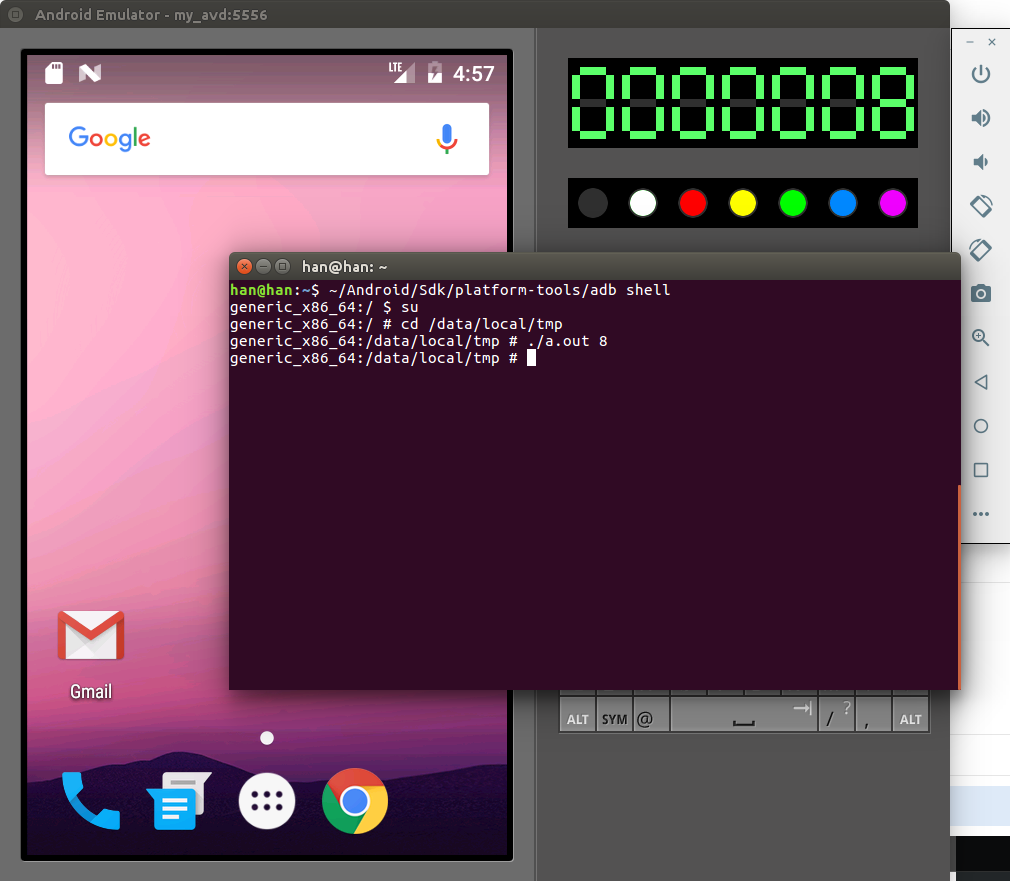 Android Emulator - my_avd:5556
LTE 4:57
Google
0000008
han@han: ~
han@han:~$ ~/Android/Sdk/platform-tools/adb shell
generic_x86_64:/ $ su
generic_x86_64:/ # cd /data/local/tmp
generic_x86_64:/data/local/tmp # ./a.out 8
generic_x86_64:/data/local/tmp #
Gmail
ALT SYM @ / ? , ALT